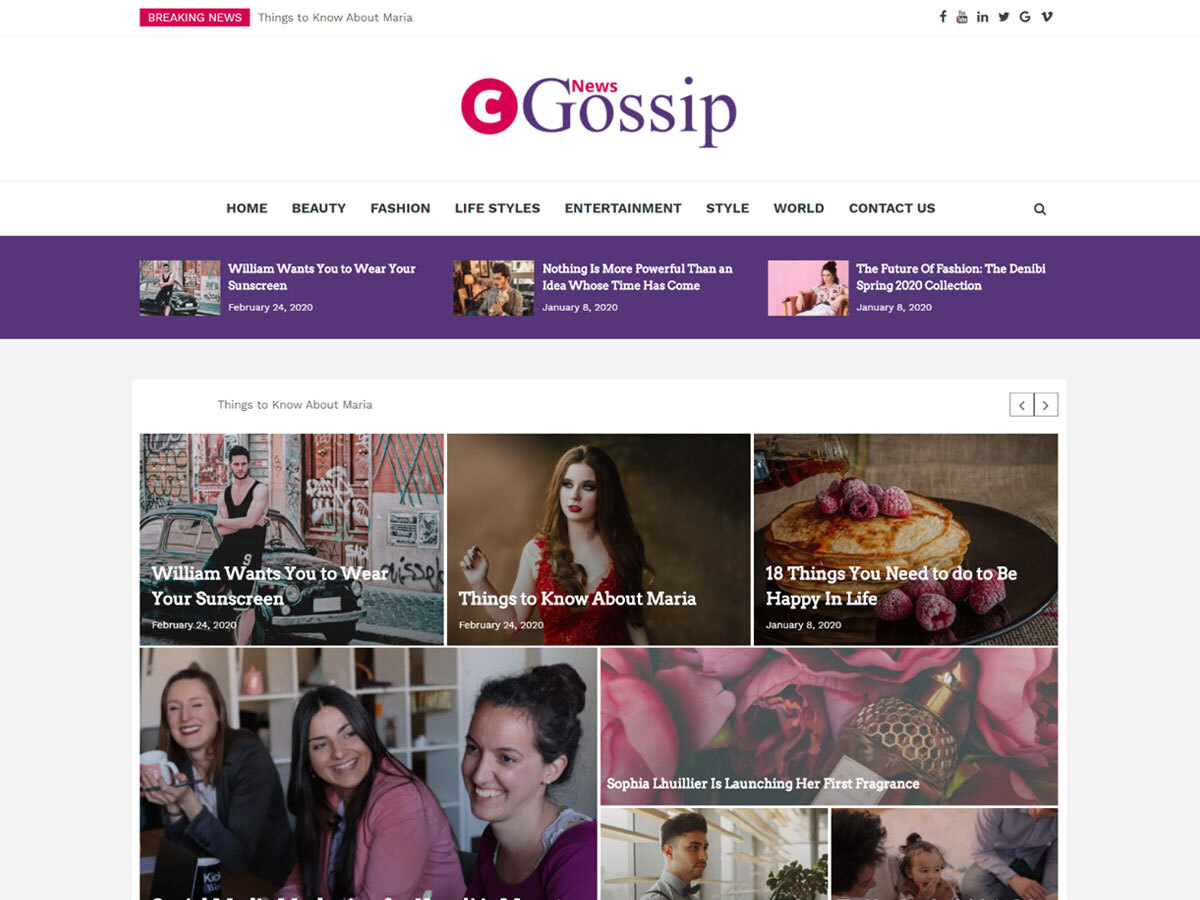 BREAKING NEWS Things to Know About Maria
C News Gossip
HOME BEAUTY FASHION LIFE STYLES ENTERTAINMENT STYLE WORLD CONTACT US
William Wants You to Wear Your
Sunscreen
February 24, 2020
Nothing Is More Powerful Than an
Idea Whose Time Has Come
January 8, 2020
The Future Of Fashion: The Denibi
Spring 2020 Collection
January 8, 2020
Things to Know About Maria
William Wants You to Wear
Your Sunscreen
February 24, 2020
Things to Know About Maria
February 24, 2020
18 Things You Need to do to Be
Happy In Life
January 8, 2020
Sophia Lhuillier Is Launching Her First Fragrance